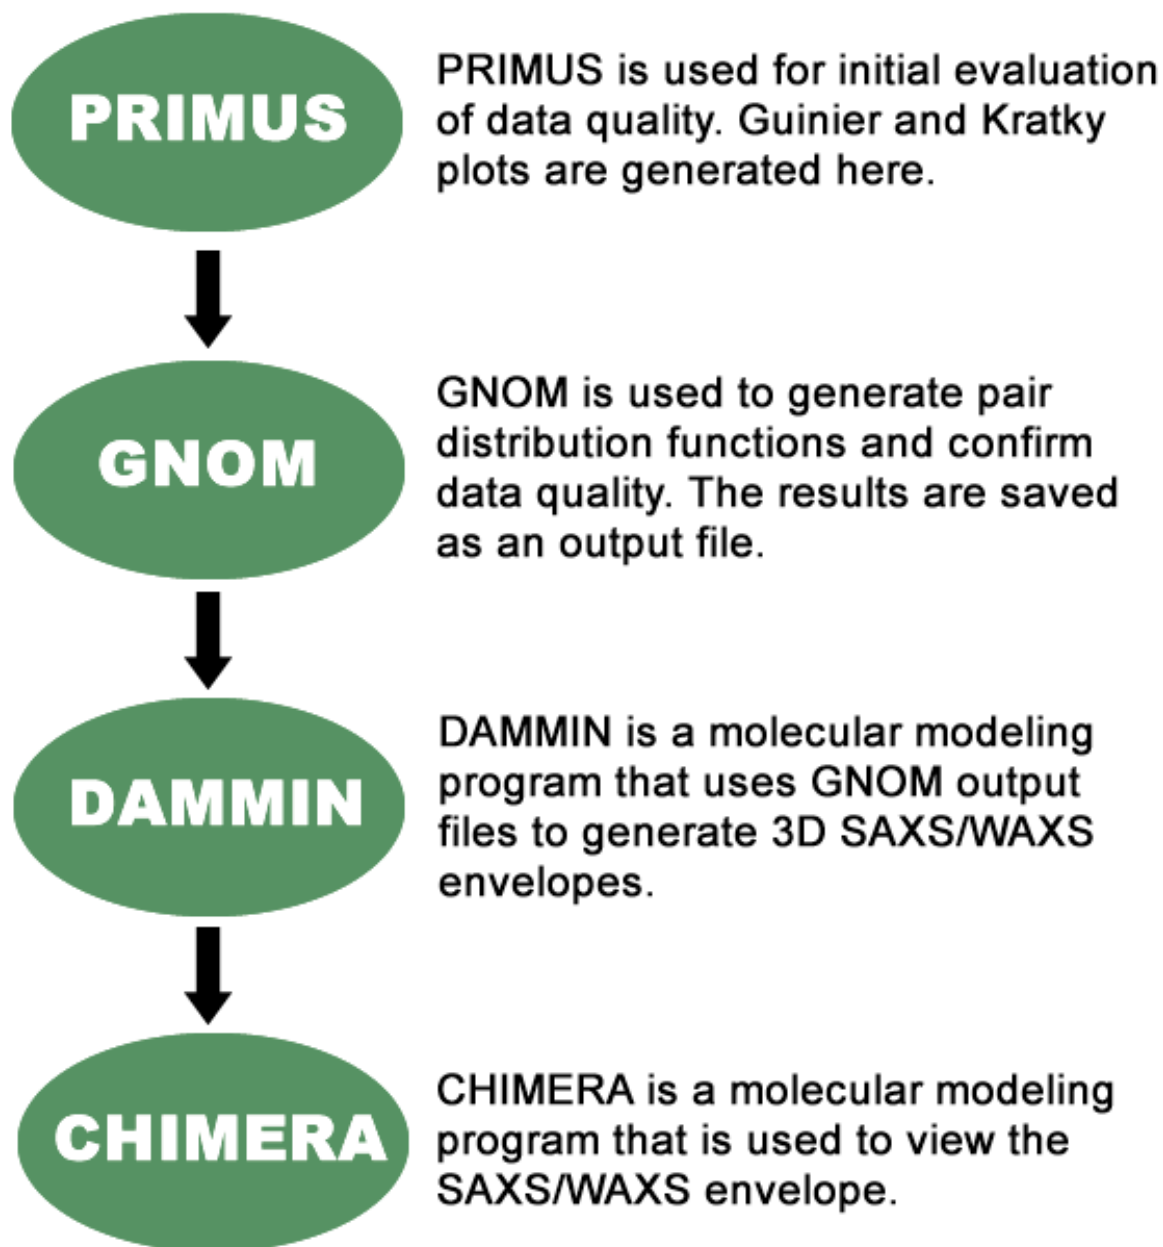 PRIMUS
PRIMUS is used for initial evaluation
of data quality. Guinier and Kratky
plots are generated here.
GNOM
GNOM is used to generate pair
distribution functions and confirm
data quality. The results are saved
as an output file.
DAMMIN
DAMMIN is a molecular modeling
program that uses GNOM output
files to generate 3D SAXS/WAXS
envelopes.
CHIMERA
CHIMERA is a molecular modeling
program that is used to view the
SAXS/WAXS envelope.